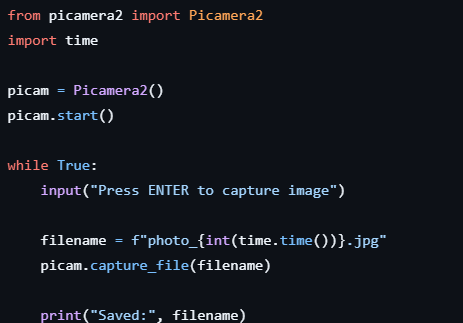 from picamera2 import Picamera2
import time

picam = Picamera2()
picam.start()

while True:
    input("Press ENTER to capture image")

    filename = f"photo_{int(time.time())}.jpg"
    picam.capture_file(filename)

    print("Saved:", filename)